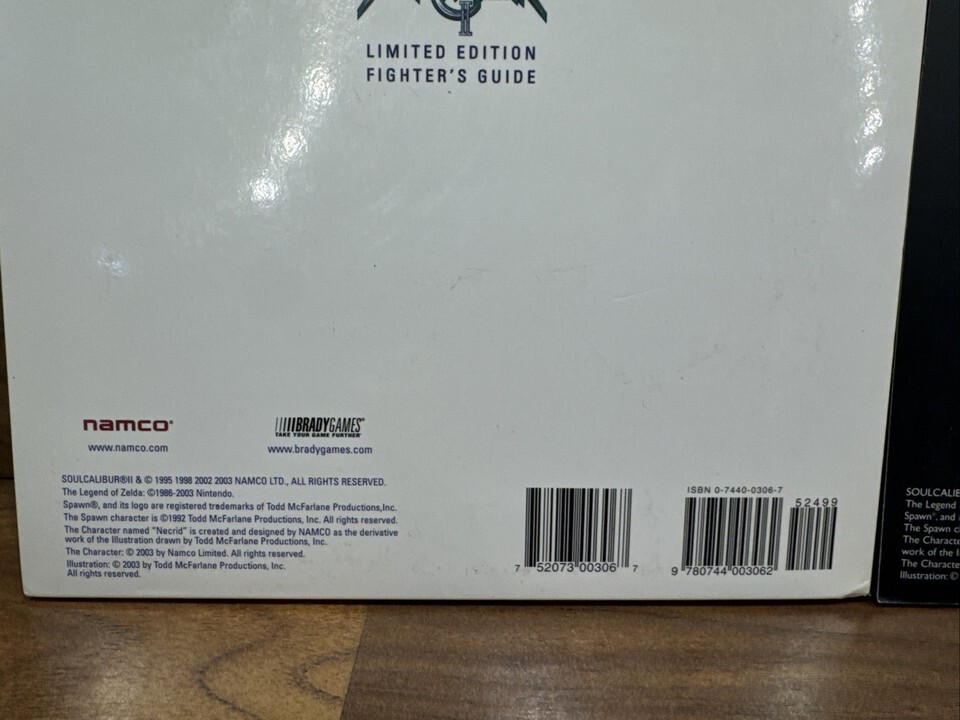 LIMITED EDITION
FIGHTER'S GUIDE
namco®
www.namco.com
BRADYGAMES®
TAKE YOUR GAME FURTHER®
www.bradygames.com
SOULCALIBUR®II & © 1995 1998 2002 2003 NAMCO LTD., ALL RIGHTS RESERVED.
The Legend of Zelda: ©1986-2003 Nintendo.
Spawn®, and its logo are registered trademarks of Todd McFarlane Productions,Inc.
The Spawn character is ©1992 Todd McFarlane Productions, Inc. All rights reserved.
The Character named "Necrid" is created and designed by NAMCO as the derivative
work of the Illustration drawn by Todd McFarlane Productions, Inc.
The Character: © 2003 by Namco Limited. All rights reserved.
Illustration: © 2003 by Todd McFarlane Productions, Inc.
All rights reserved.
7 52073 00306 7
ISBN 0-7440-0306-7
52499
9 780744 003062
SOULCALIB
The Legend
Spawn®, and
The Spawn c
The Characte
work of the I
The Characte
Illustration: ©